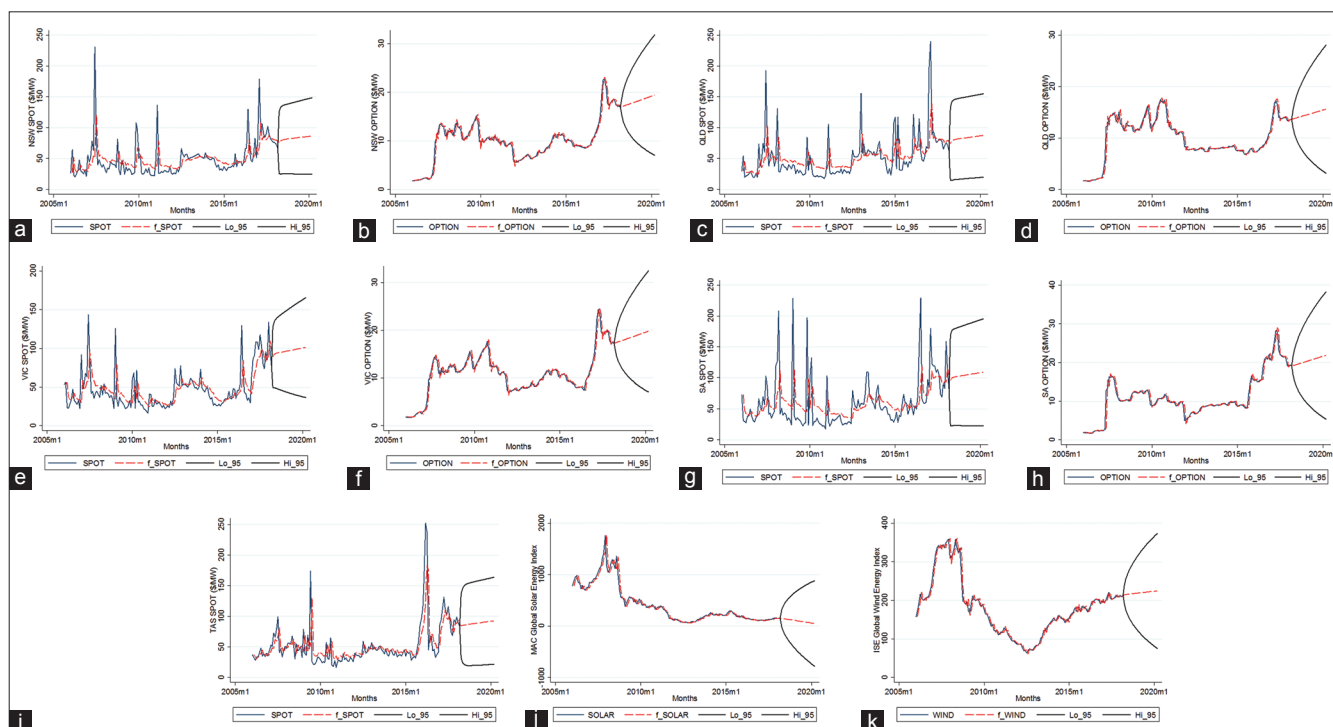 NSW SPOT ($/MW)
250
200
150
100
50
0
2005m1 2010m1 2015m1 2020m1
Months
SPOT f_SPOT Lo_95 Hi_95
a
NSW OPTION ($/MW)
30
20
10
0
2005m1 2010m1 2015m1 2020m1
Months
OPTION f_OPTION Lo_95 Hi_95
b
QLD SPOT ($/MW)
250
200
150
100
50
0
2005m1 2010m1 2015m1 2020m1
Months
SPOT f_SPOT Lo_95 Hi_95
c
QLD OPTION ($/MW)
30
20
10
0
2005m1 2010m1 2015m1 2020m1
Months
OPTION f_OPTION Lo_95 Hi_95
d
VIC SPOT ($/MW)
200
150
100
50
0
2005m1 2010m1 2015m1 2020m1
Months
SPOT f_SPOT Lo_95 Hi_95
e
VIC OPTION ($/MW)
30
20
10
0
2005m1 2010m1 2015m1 2020m1
Months
OPTION f_OPTION Lo_95 Hi_95
f
SA SPOT ($/MW)
250
200
150
100
50
0
2005m1 2010m1 2015m1 2020m1
Months
SPOT f_SPOT Lo_95 Hi_95
g
SA OPTION ($/MW)
40
30
20
10
0
2005m1 2010m1 2015m1 2020m1
Months
OPTION f_OPTION Lo_95 Hi_95
h
TAS SPOT ($/MW)
250
200
150
100
50
0
2005m1 2010m1 2015m1 2020m1
Months
SPOT f_SPOT Lo_95 Hi_95
i
MAC Global Solar Energy Index
2000
1000
0
-1000
2005m1 2010m1 2015m1 2020m1
Months
SOLAR f_SOLAR Lo_95 Hi_95
j
ISE Global Wind Energy Index
400
300
200
100
0
2005m1 2010m1 2015m1 2020m1
Months
WIND f_WIND Lo_95 Hi_95
k